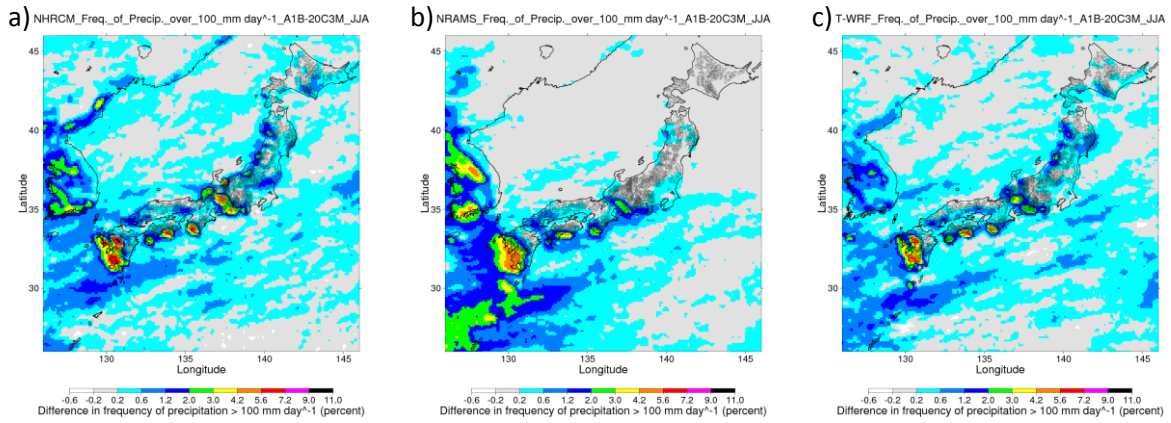 a) NHRCM_Freq._of_Precip._over_100_mm day^-1_A1B-20C3M_JJA
45
40
35
30
Latitude
130 135 140 145
Longitude
-0.6 -0.2 0.2 0.6 1.2 2.0 3.0 4.2 5.6 7.2 9.0 11.0
Difference in frequency of precipitation > 100 mm day^-1 (percent)
b) NRAMS_Freq._of_Precip._over_100_mm day^-1_A1B-20C3M_JJA
45
40
35
30
Latitude
130 135 140 145
Longitude
-0.6 -0.2 0.2 0.6 1.2 2.0 3.0 4.2 5.6 7.2 9.0 11.0
Difference in frequency of precipitation > 100 mm day^-1 (percent)
c) T-WRF_Freq._of_Precip._over_100_mm day^-1_A1B-20C3M_JJA
45
40
35
30
Latitude
130 135 140 145
Longitude
-0.6 -0.2 0.2 0.6 1.2 2.0 3.0 4.2 5.6 7.2 9.0 11.0
Difference in frequency of precipitation > 100 mm day^-1 (percent)